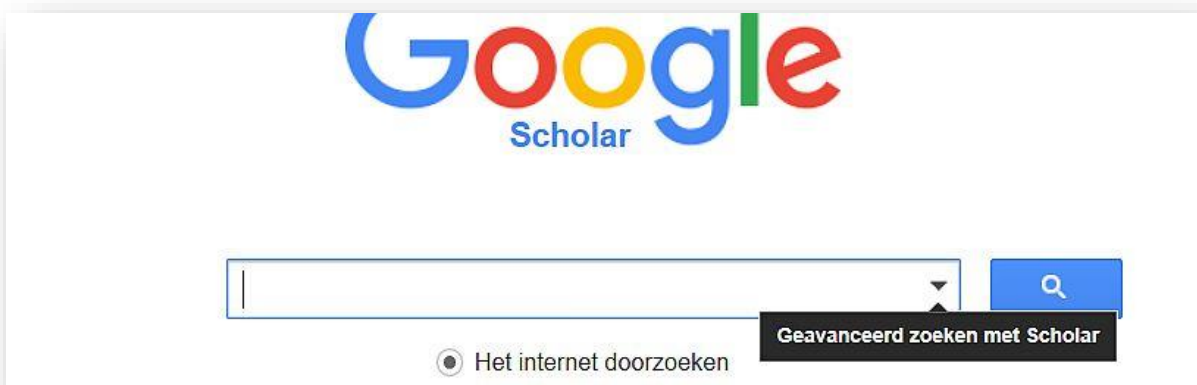 Google
Scholar
Geavanceerd zoeken met Scholar
Het internet doorzoeken